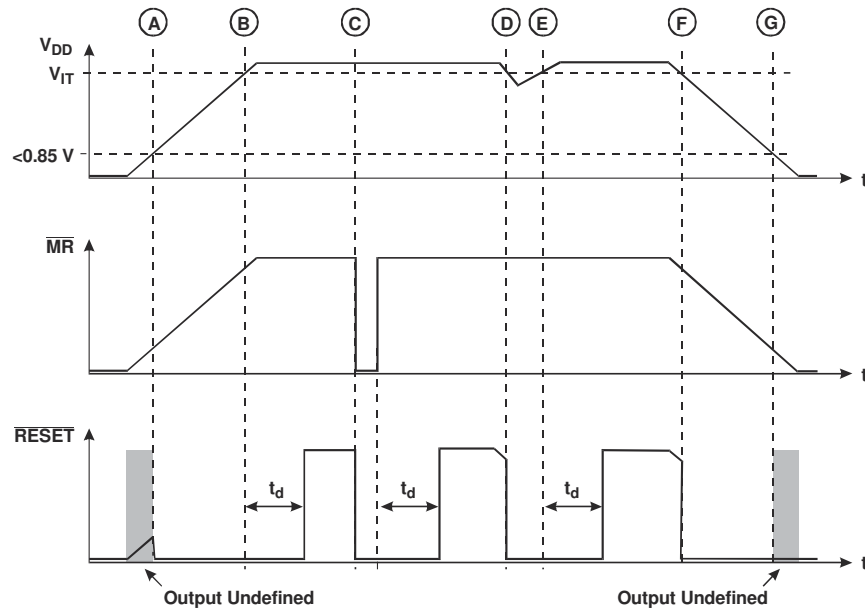 A B C D E F G
VDD
VIT
<0.85 V
t
MR
t
RESET
td td td
t
Output Undefined Output Undefined